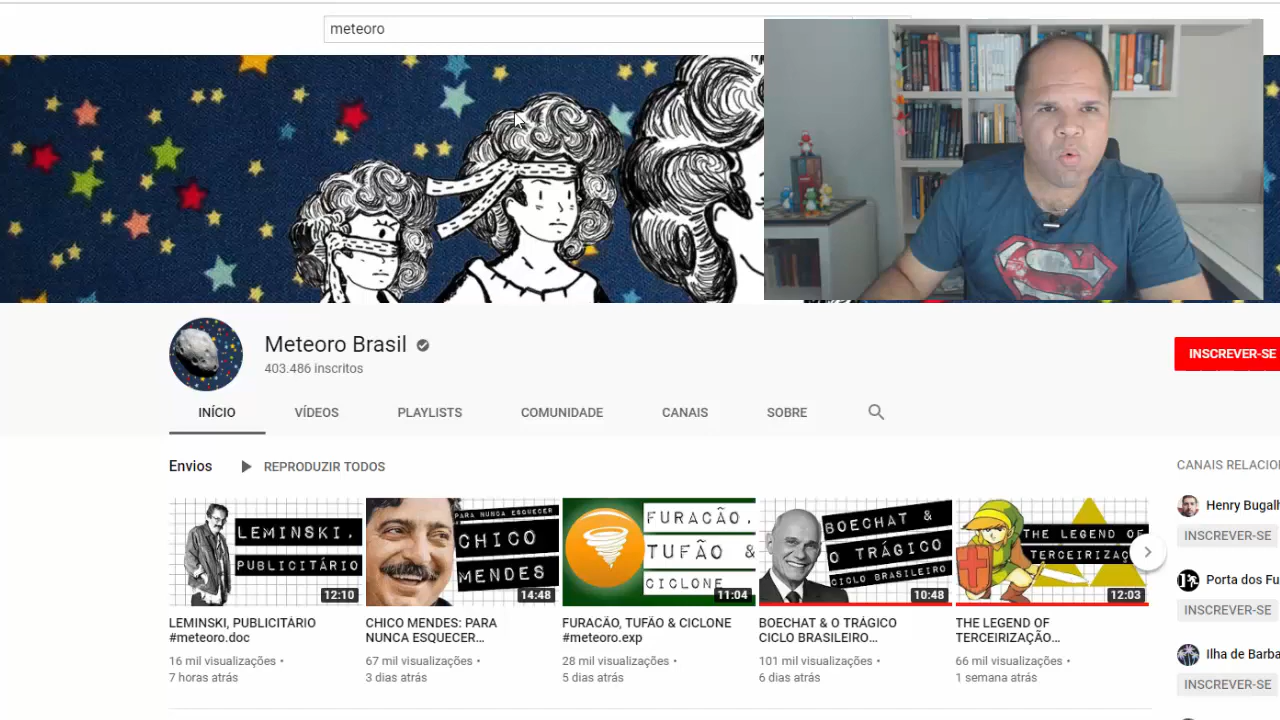 meteoro
Meteoro Brasil
403.486 inscritos
INSCREVER-SE
INÍCIO VÍDEOS PLAYLISTS COMUNIDADE CANAIS SOBRE
Envios REPRODUZIR TODOS
CANAIS RELACIO
LEMINSKI,
PUBLICITÁRIO
12:10
PARA NUNCA ESQUECER
CHICO
MENDES
14:48
FURACÃO,
TUFÃO &
CICLONE
11:04
BOECHAT &
O TRÁGICO
CICLO BRASILEIRO
10:48
THE LEGEND OF
TERCEIRIZAÇ
12:03
LEMINSKI, PUBLICITÁRIO
#meteoro.doc
16 mil visualizações •
7 horas atrás
CHICO MENDES: PARA
NUNCA ESQUECER...
67 mil visualizações •
3 dias atrás
FURACÃO, TUFÃO & CICLONE
#meteoro.exp
28 mil visualizações •
5 dias atrás
BOECHAT & O TRÁGICO
CICLO BRASILEIRO...
101 mil visualizações •
6 dias atrás
THE LEGEND OF
TERCEIRIZAÇÃO...
66 mil visualizações •
1 semana atrás
Henry Bugalh
INSCREVER-SE
Porta dos Fu
INSCREVER-SE
Ilha de Barba
INSCREVER-SE